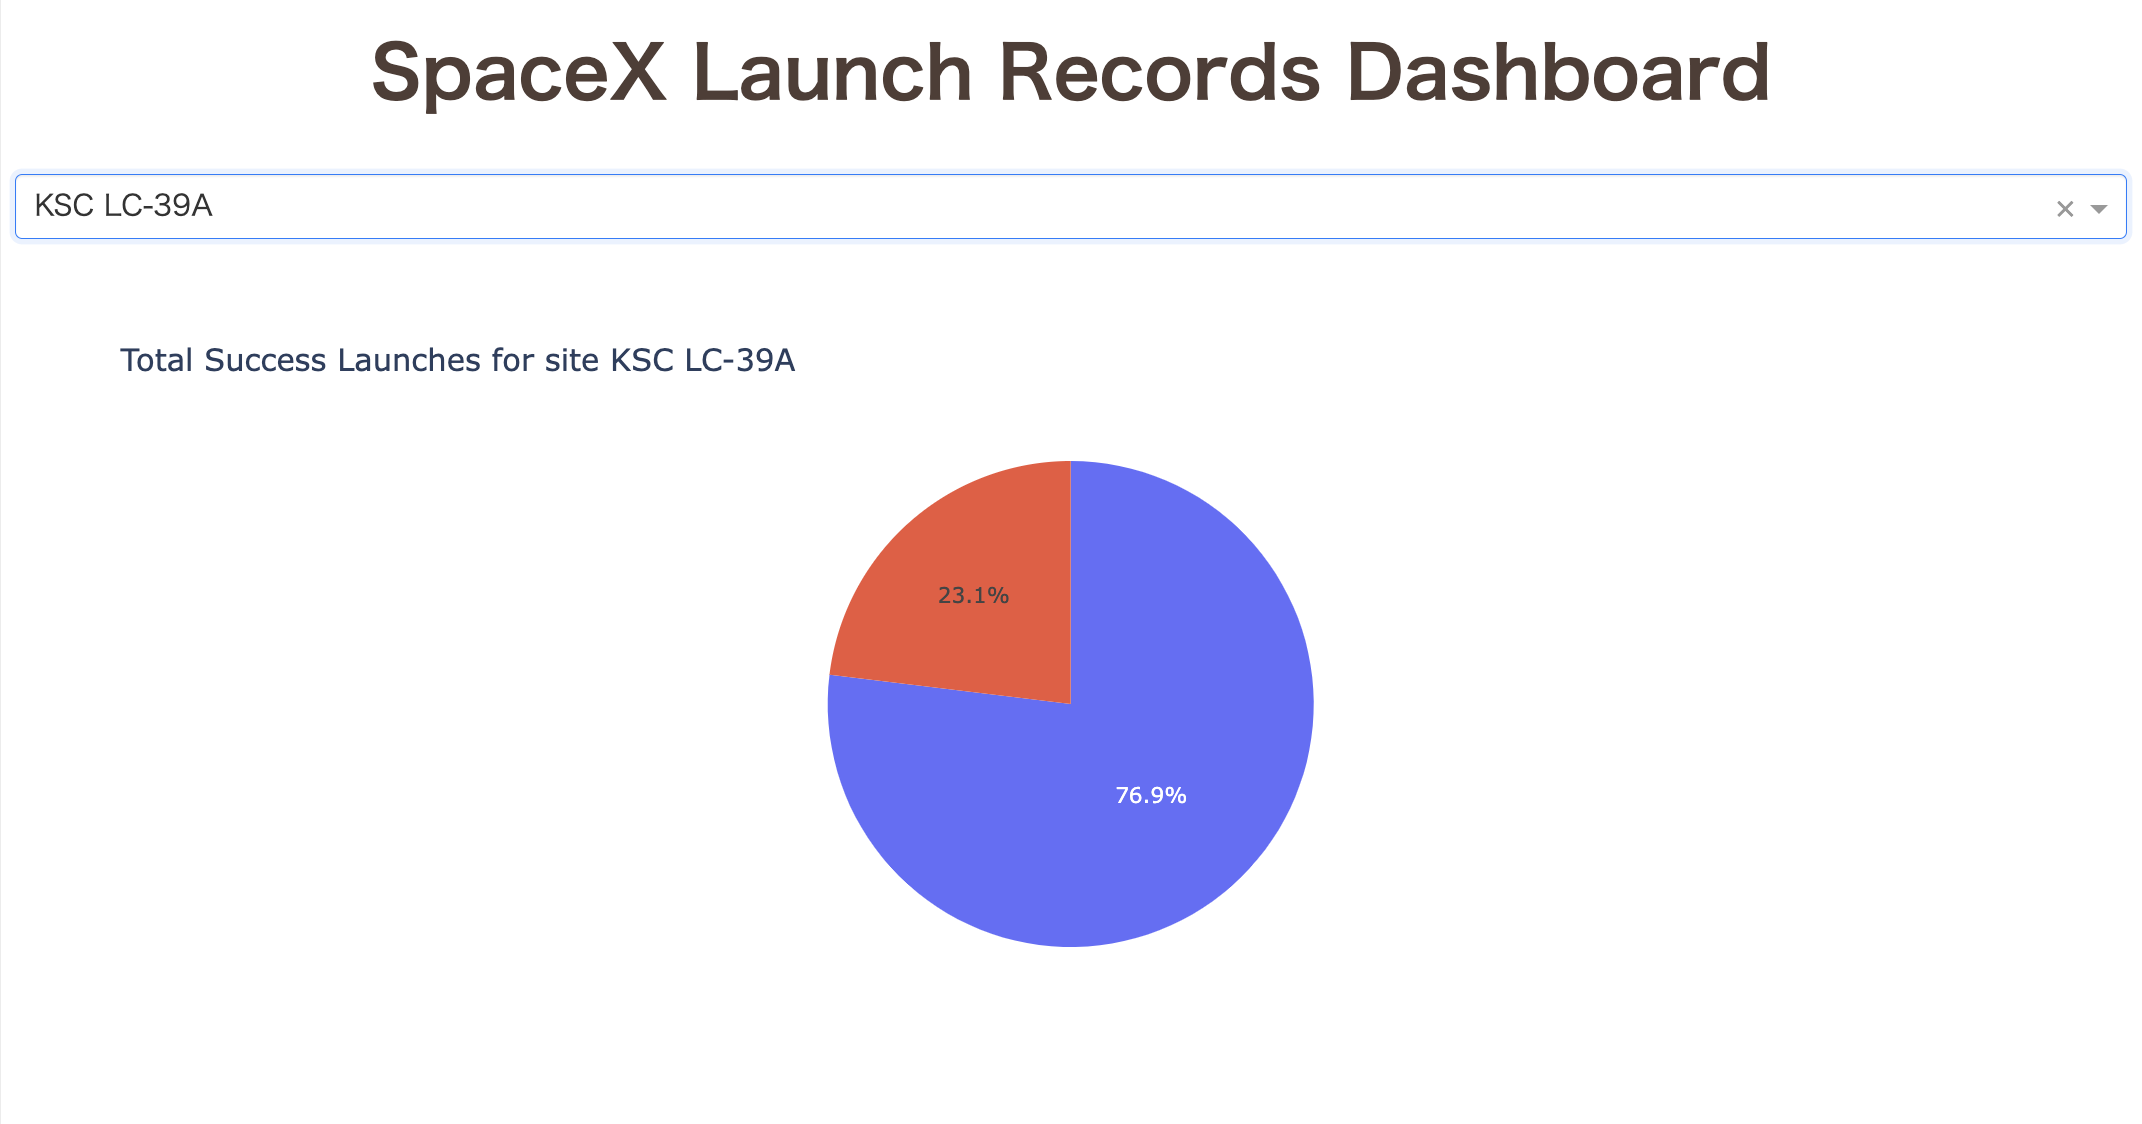 SpaceX Launch Records Dashboard
KSC LC-39A
Total Success Launches for site KSC LC-39A
23.1%
76.9%